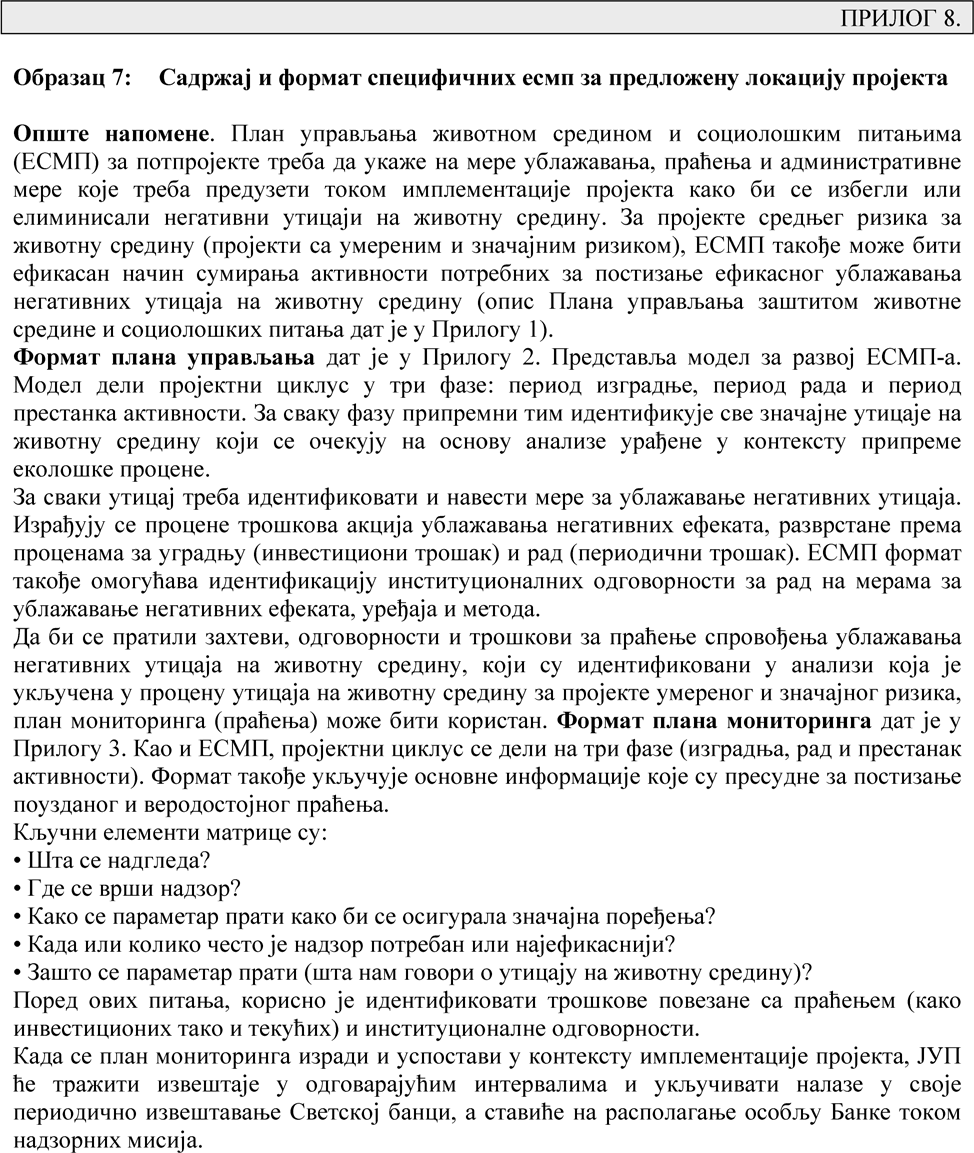 ПРИЛОГ 8.
Образац 7: Садржај и формат специфичних есмп за предложену локацију пројекта
Опште напомене. План управљања животном средином и социолошким питањима
(ЕСМП) за потпројекте треба да укаже на мере ублажавања, праћења и административне
мере које треба предузети током имплементације пројекта како би се избегли или
елиминисали негативни утицаји на животну средину. За пројекте средњег ризика за
животну средину (пројекти са умереним и значајним ризиком), ЕСМП такође може бити
ефикасан начин сумирања активности потребних за постизање ефикасног ублажавања
негативних утицаја на животну средину (опис Плана управљања заштитом животне
средине и социолошких питања дат је у Прилогу 1).
Формат плана управљања дат је у Прилогу 2. Представља модел за развој ЕСМП-а.
Модел дели пројектни циклус у три фазе: период изградње, период рада и период
престанка активности. За сваку фазу припремни тим идентификује све значајне утицаје на
животну средину који се очекују на основу анализе урађене у контексту припреме
еколошке процене.
За сваки утицај треба идентификовати и навести мере за ублажавање негативних утицаја.
Израђују се процене трошкова акција ублажавања негативних ефеката, разврстане према
проценама за уградњу (инвестициони трошак) и рад (периодични трошак). ЕСМП формат
такође омогућава идентификацију институционалних одговорности за рад на мерама за
ублажавање негативних ефеката, уређаја и метода.
Да би се пратили захтеви, одговорности и трошкови за праћење спровођења ублажавања
негативних утицаја на животну средину, који су идентификовани у анализи која је
укључена у процену утицаја на животну средину за пројекте умереног и значајног ризика,
план мониторинга (праћења) може бити користан. Формат плана мониторинга дат је у
Прилогу 3. Као и ЕСМП, пројектни циклус се дели на три фазе (изградња, рад и престанак
активности). Формат такође укључује основне информације које су пресудне за постизање
поузданог и веродостојног праћења.
Кључни елементи матрице су:
• Шта се надгледа?
• Где се врши надзор?
• Како се параметар прати како би се осигурала значајна поређења?
• Када или колико често је надзор потребан или најефикаснији?
• Зашто се параметар прати (шта нам говори о утицају на животну средину)?
Поред ових питања, корисно је идентификовати трошкове повезане са праћењем (како
инвестиционих тако и текућих) и институционалне одговорности.
Када се план мониторинга изради и успостави у контексту имплементације пројекта, ЈУП
ће тражити извештаје у одговарајућим интервалима и укључивати налазе у своје
периодично извештавање Светској банци, а ставиће на располагање особљу Банке током
надзорних мисија.